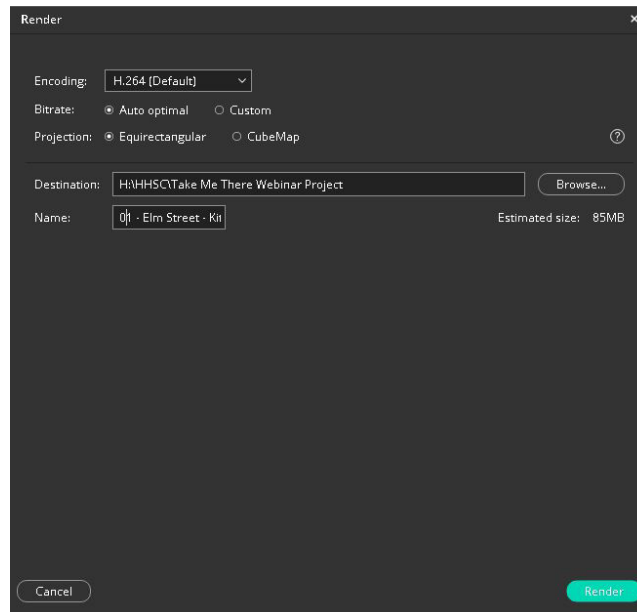 Render ×
Encoding: H.264 (Default)
Bitrate: Auto optimal Custom
Projection: Equirectangular CubeMap ?
Destination: H:\HHSC\Take Me There Webinar Project Browse...
Name: 01 - Elm Street - Kit Estimated size: 85MB
Cancel Render